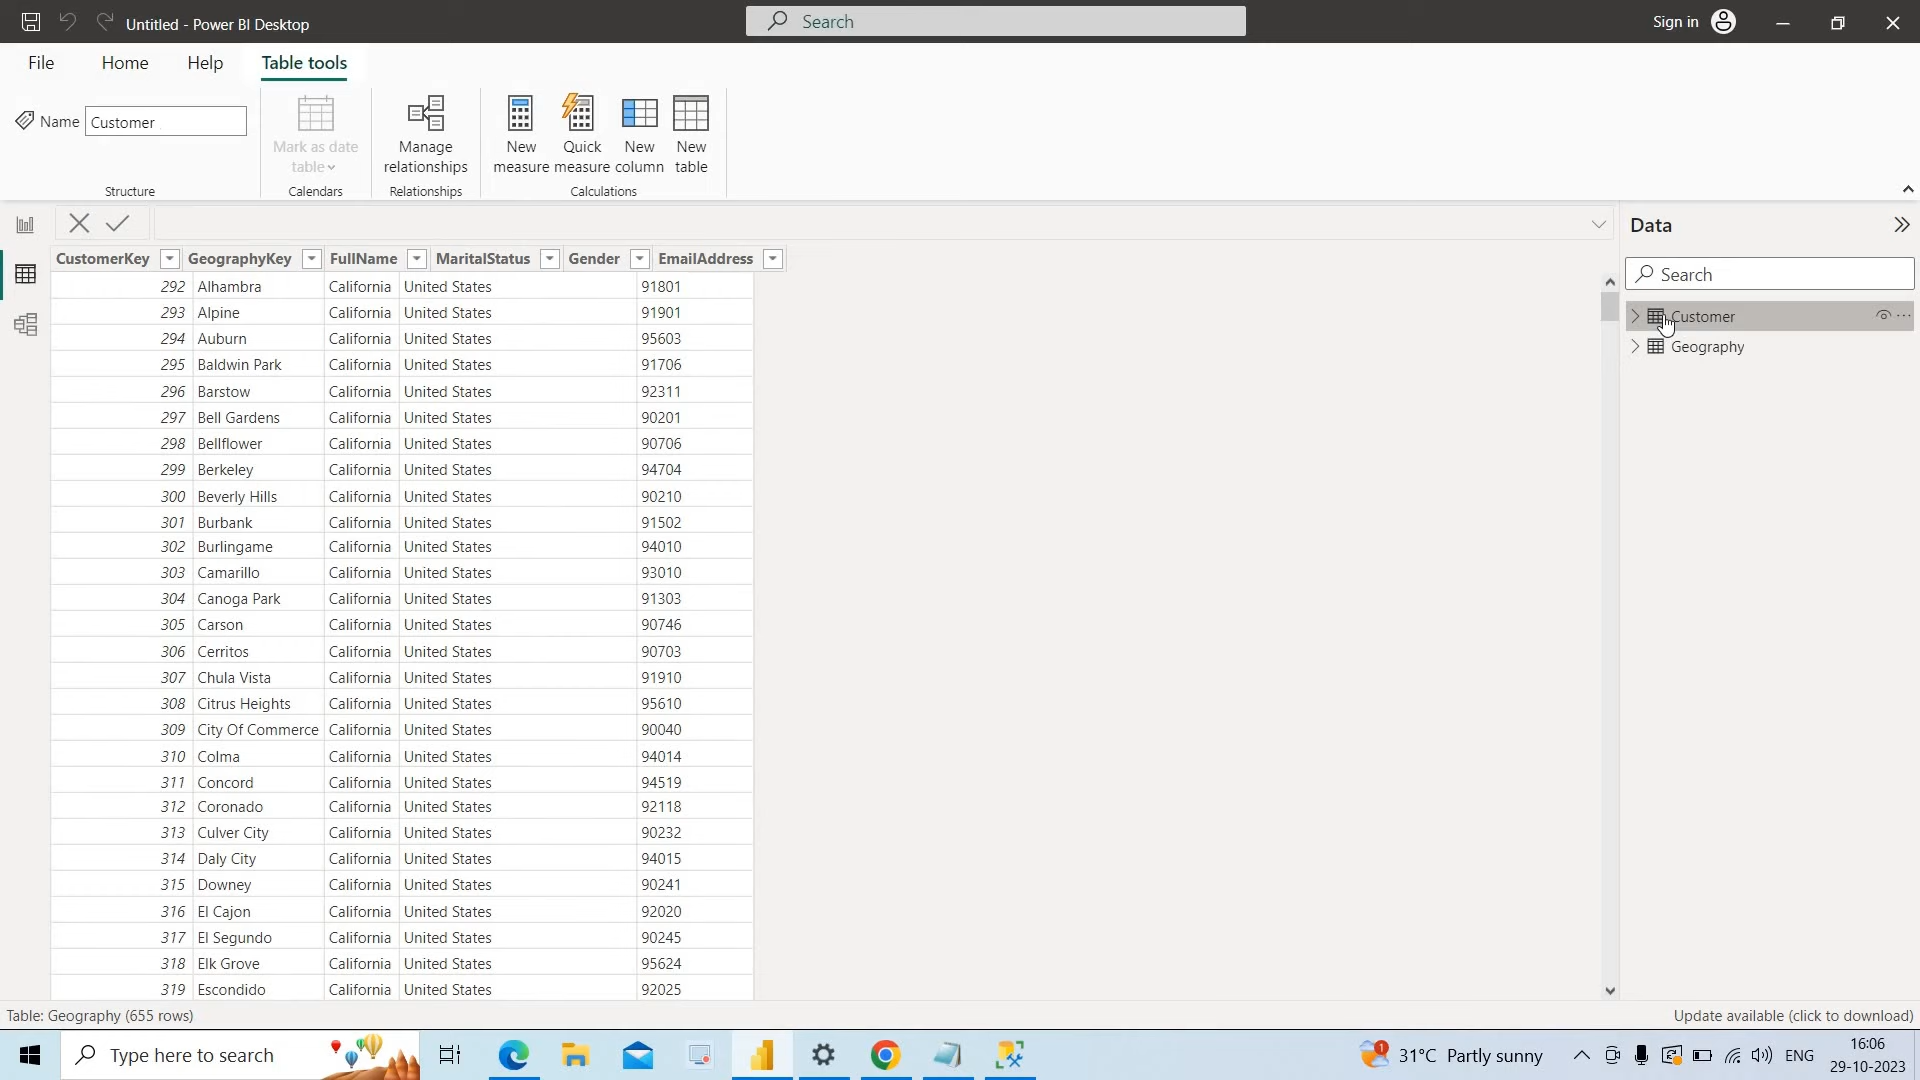 Untitled - Power BI Desktop
Search
Sign in
File Home Help Table tools
Name Customer
Mark as date table
Manage relationships
New measure
Quick measure
New column
New table
Structure Calendars Relationships Calculations
Data
Search
Customer
Geography
CustomerKey GeographyKey FullName MaritalStatus Gender EmailAddress
292 Alhambra California United States 91801
293 Alpine California United States 91901
294 Auburn California United States 95603
295 Baldwin Park California United States 91706
296 Barstow California United States 92311
297 Bell Gardens California United States 90201
298 Bellflower California United States 90706
299 Berkeley California United States 94704
300 Beverly Hills California United States 90210
301 Burbank California United States 91502
302 Burlingame California United States 94010
303 Camarillo California United States 93010
304 Canoga Park California United States 91303
305 Carson California United States 90746
306 Cerritos California United States 90703
307 Chula Vista California United States 91910
308 Citrus Heights California United States 95610
309 City Of Commerce California United States 90040
310 Colma California United States 94014
311 Concord California United States 94519
312 Coronado California United States 92118
313 Culver City California United States 90232
314 Daly City California United States 94015
315 Downey California United States 90241
316 El Cajon California United States 92020
317 El Segundo California United States 90245
318 Elk Grove California United States 95624
319 Escondido California United States 92025
Table: Geography (655 rows)
Update available (click to download)
Type here to search
1
31°C Partly sunny
ENG
16:06
29-10-2023